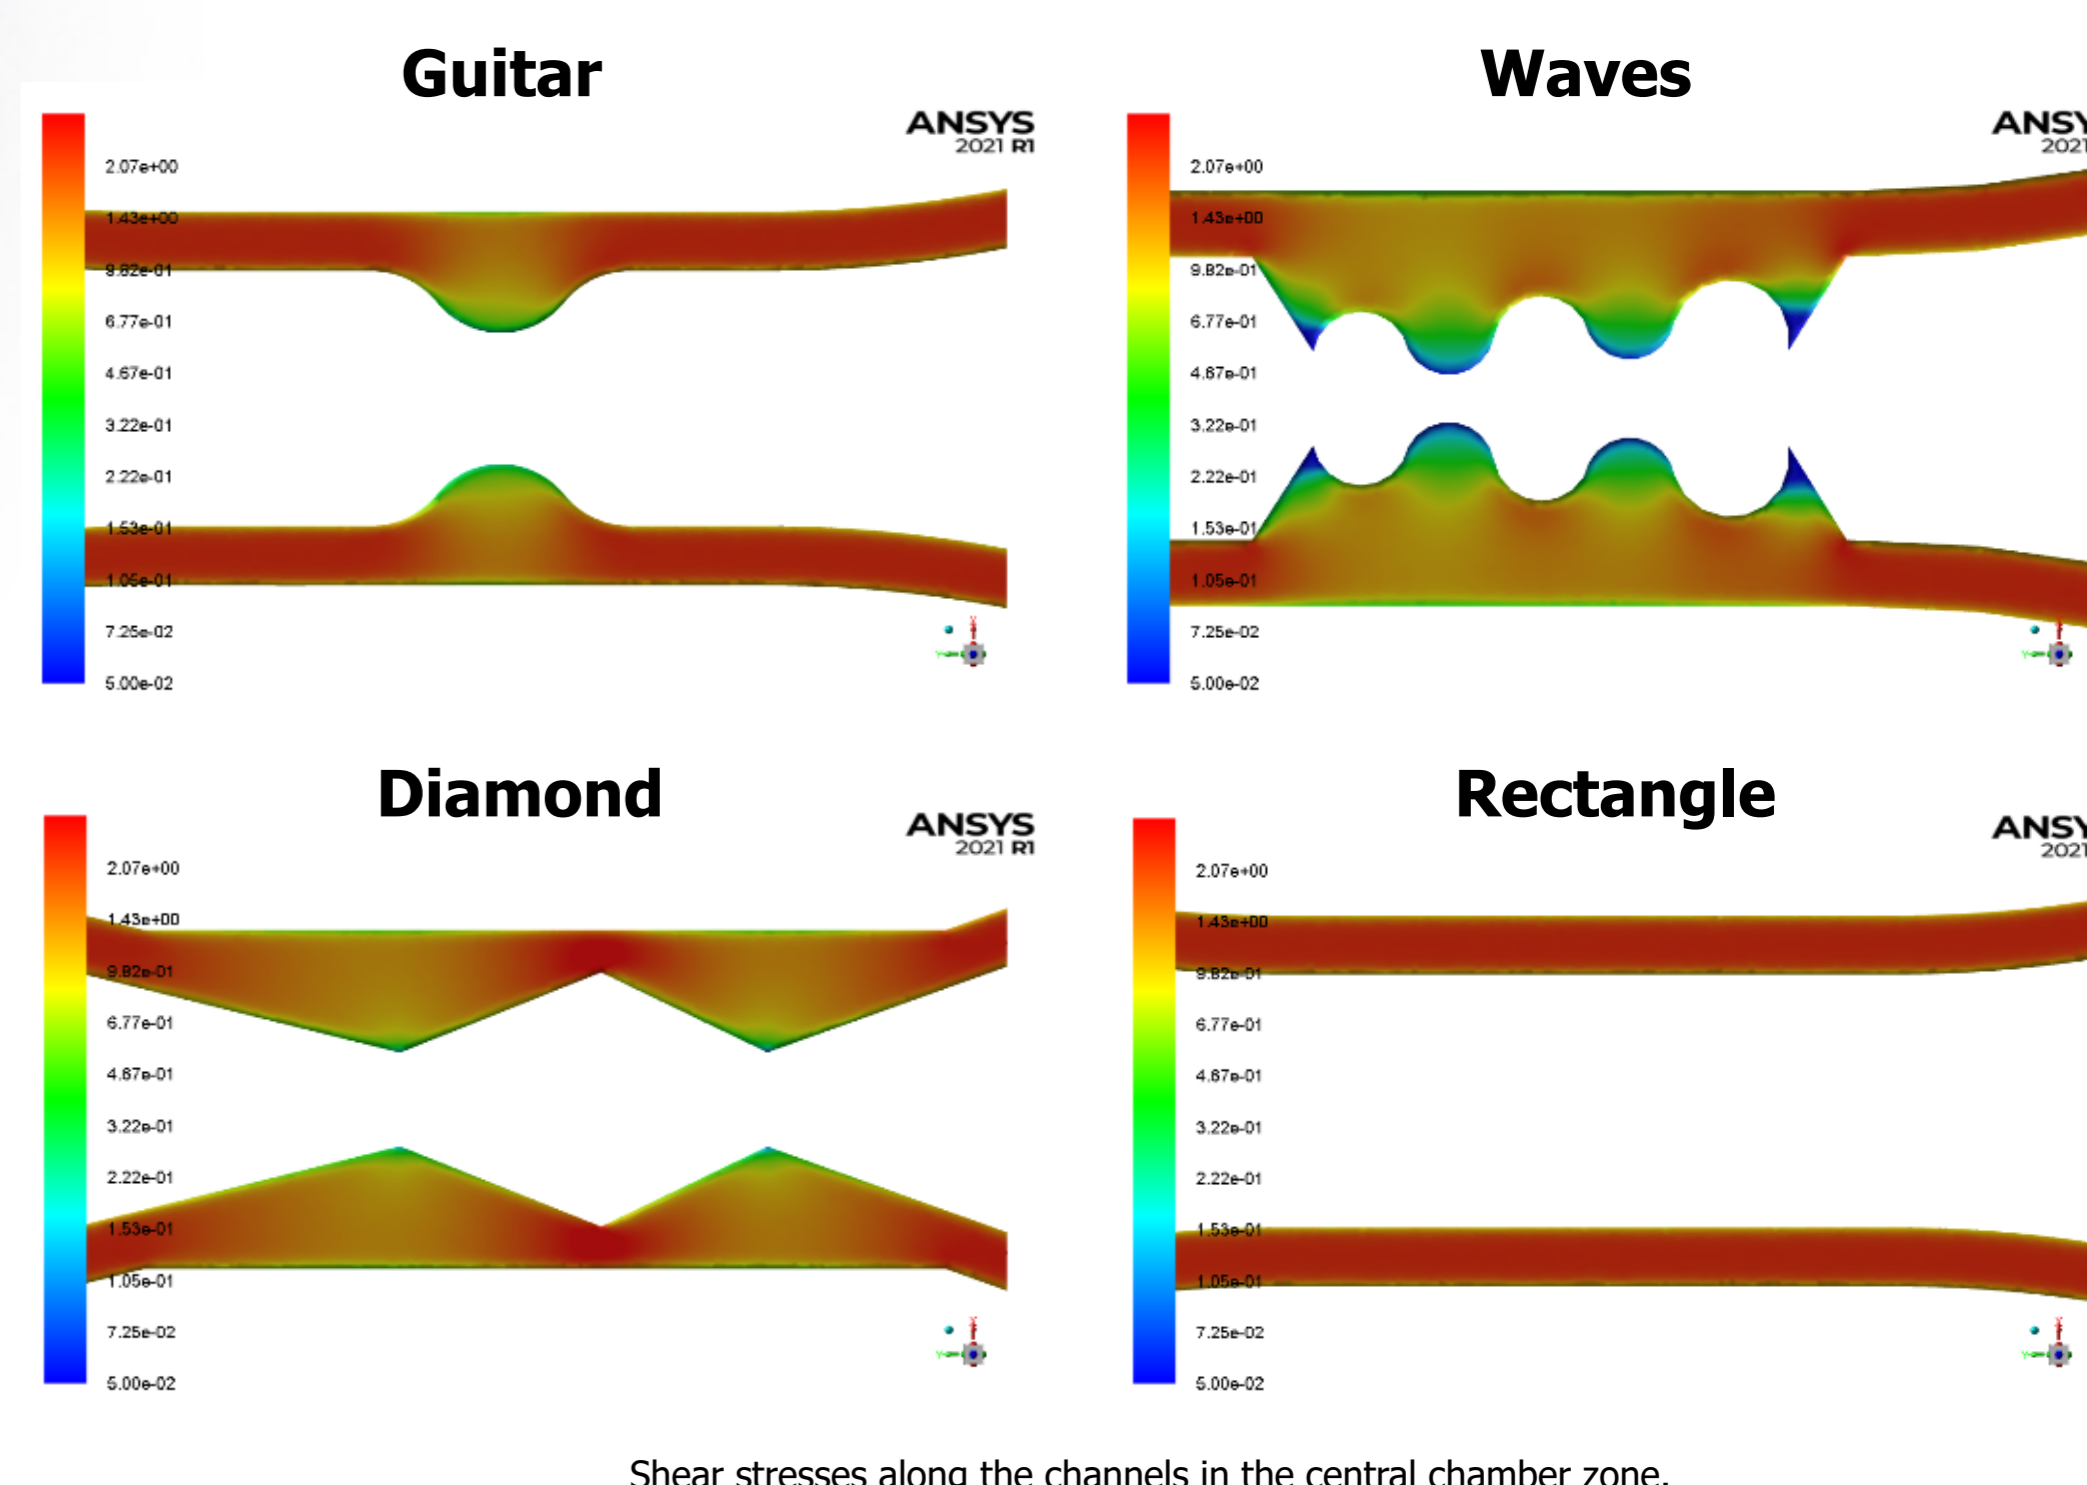 Guitar
ANSYS
2021 R1
2.07e+00
1.43e+00
9.82e-01
6.77e-01
4.67e-01
3.22e-01
2.22e-01
1.53e-01
1.05e-01
7.25e-02
5.00e-02
Waves
ANSY
2021
2.07e+00
1.43e+00
9.82e-01
6.77e-01
4.67e-01
3.22e-01
2.22e-01
1.53e-01
1.05e-01
7.25e-02
5.00e-02
Diamond
ANSYS
2021 R1
2.07e+00
1.43e+00
9.82e-01
6.77e-01
4.67e-01
3.22e-01
2.22e-01
1.53e-01
1.05e-01
7.25e-02
5.00e-02
Rectangle
ANSY
2021
2.07e+00
1.43e+00
9.82e-01
6.77e-01
4.67e-01
3.22e-01
2.22e-01
1.53e-01
1.05e-01
7.25e-02
5.00e-02
Shear stresses along the channels in the central chamber zone.